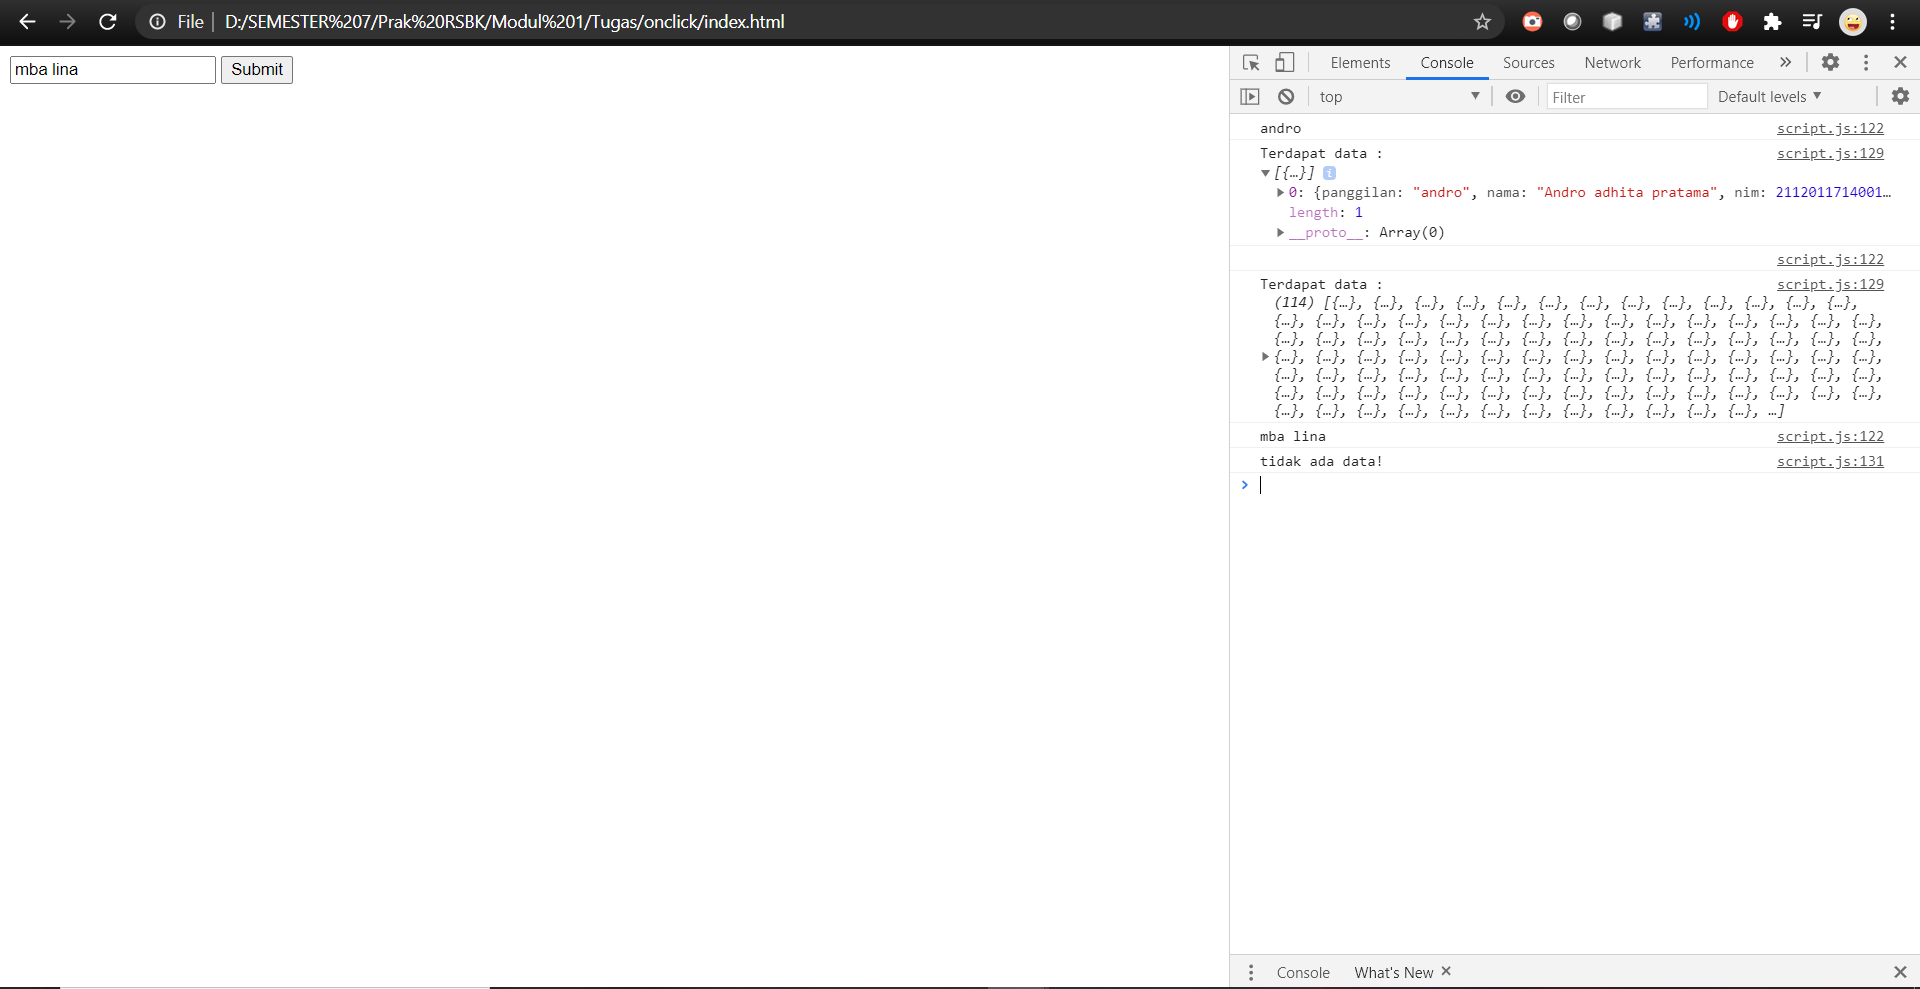 File | D:/SEMESTER%207/Prak%20RSBK/Modul%201/Tugas/onclick/index.html
mba lina Submit
Elements Console Sources Network Performance »
top Filter Default levels
andro script.js:122
Terdapat data : script.js:129
[{…}] i
0: {panggilan: "andro", nama: "Andro adhita pratama", nim: 2112011714001…
length: 1
__proto__: Array(0)
script.js:122
Terdapat data : script.js:129
(114) [{…}, {…}, {…}, {…}, {…}, {…}, {…}, {…}, {…}, {…}, {…}, {…}, {…},
{…}, {…}, {…}, {…}, {…}, {…}, {…}, {…}, {…}, {…}, {…}, {…}, {…}, {…}, {…},
{…}, {…}, {…}, {…}, {…}, {…}, {…}, {…}, {…}, {…}, {…}, {…}, {…}, {…}, {…},
{…}, {…}, {…}, {…}, {…}, {…}, {…}, {…}, {…}, {…}, {…}, {…}, {…}, {…}, {…},
{…}, {…}, {…}, {…}, {…}, {…}, {…}, {…}, {…}, {…}, {…}, {…}, {…}, {…}, {…},
{…}, {…}, {…}, {…}, {…}, {…}, {…}, {…}, {…}, {…}, {…}, {…}, {…}, {…}, {…},
{…}, {…}, {…}, {…}, {…}, {…}, {…}, {…}, {…}, {…}, {…}, {…}, …]
mba lina script.js:122
tidak ada data! script.js:131
>
Console What's New ×